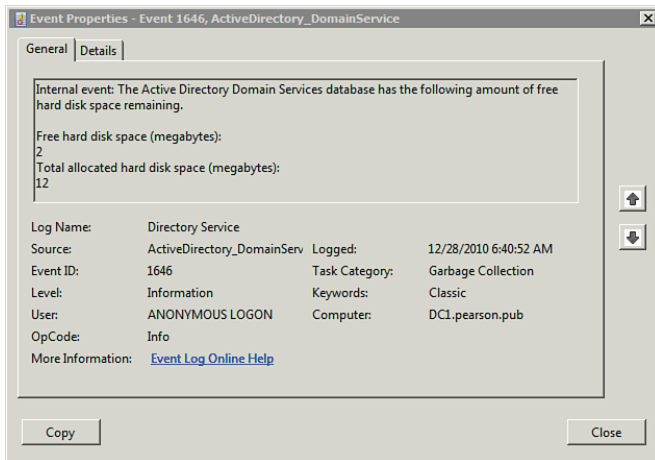 Event Properties - Event 1646, ActiveDirectory_DomainService
General Details
Internal event: The Active Directory Domain Services database has the following amount of free
hard disk space remaining.
Free hard disk space (megabytes):
2
Total allocated hard disk space (megabytes):
12
Log Name: Directory Service
Source: ActiveDirectory_DomainServ Logged: 12/28/2010 6:40:52 AM
Event ID: 1646 Task Category: Garbage Collection
Level: Information Keywords: Classic
User: ANONYMOUS LOGON Computer: DC1.pearson.pub
OpCode: Info
More Information: Event Log Online Help
Copy Close